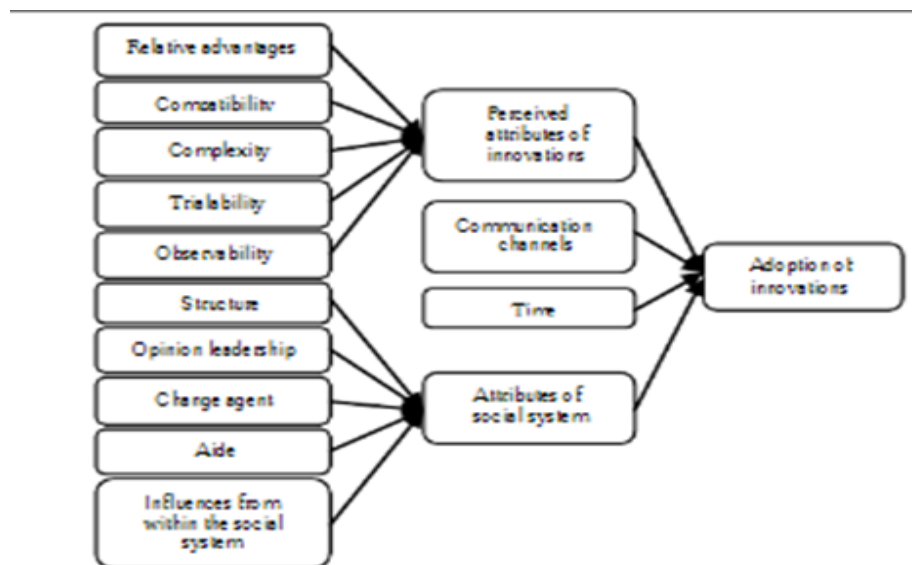 Relative advantages
Compatibility
Complexity
Trialability
Observability
Structure
Opinion leadership
Change agent
Aide
Influences from
within the social
system
Perceived
attributes of
innovations
Communication
channels
Time
Attributes of
social system
Adoption of
innovations